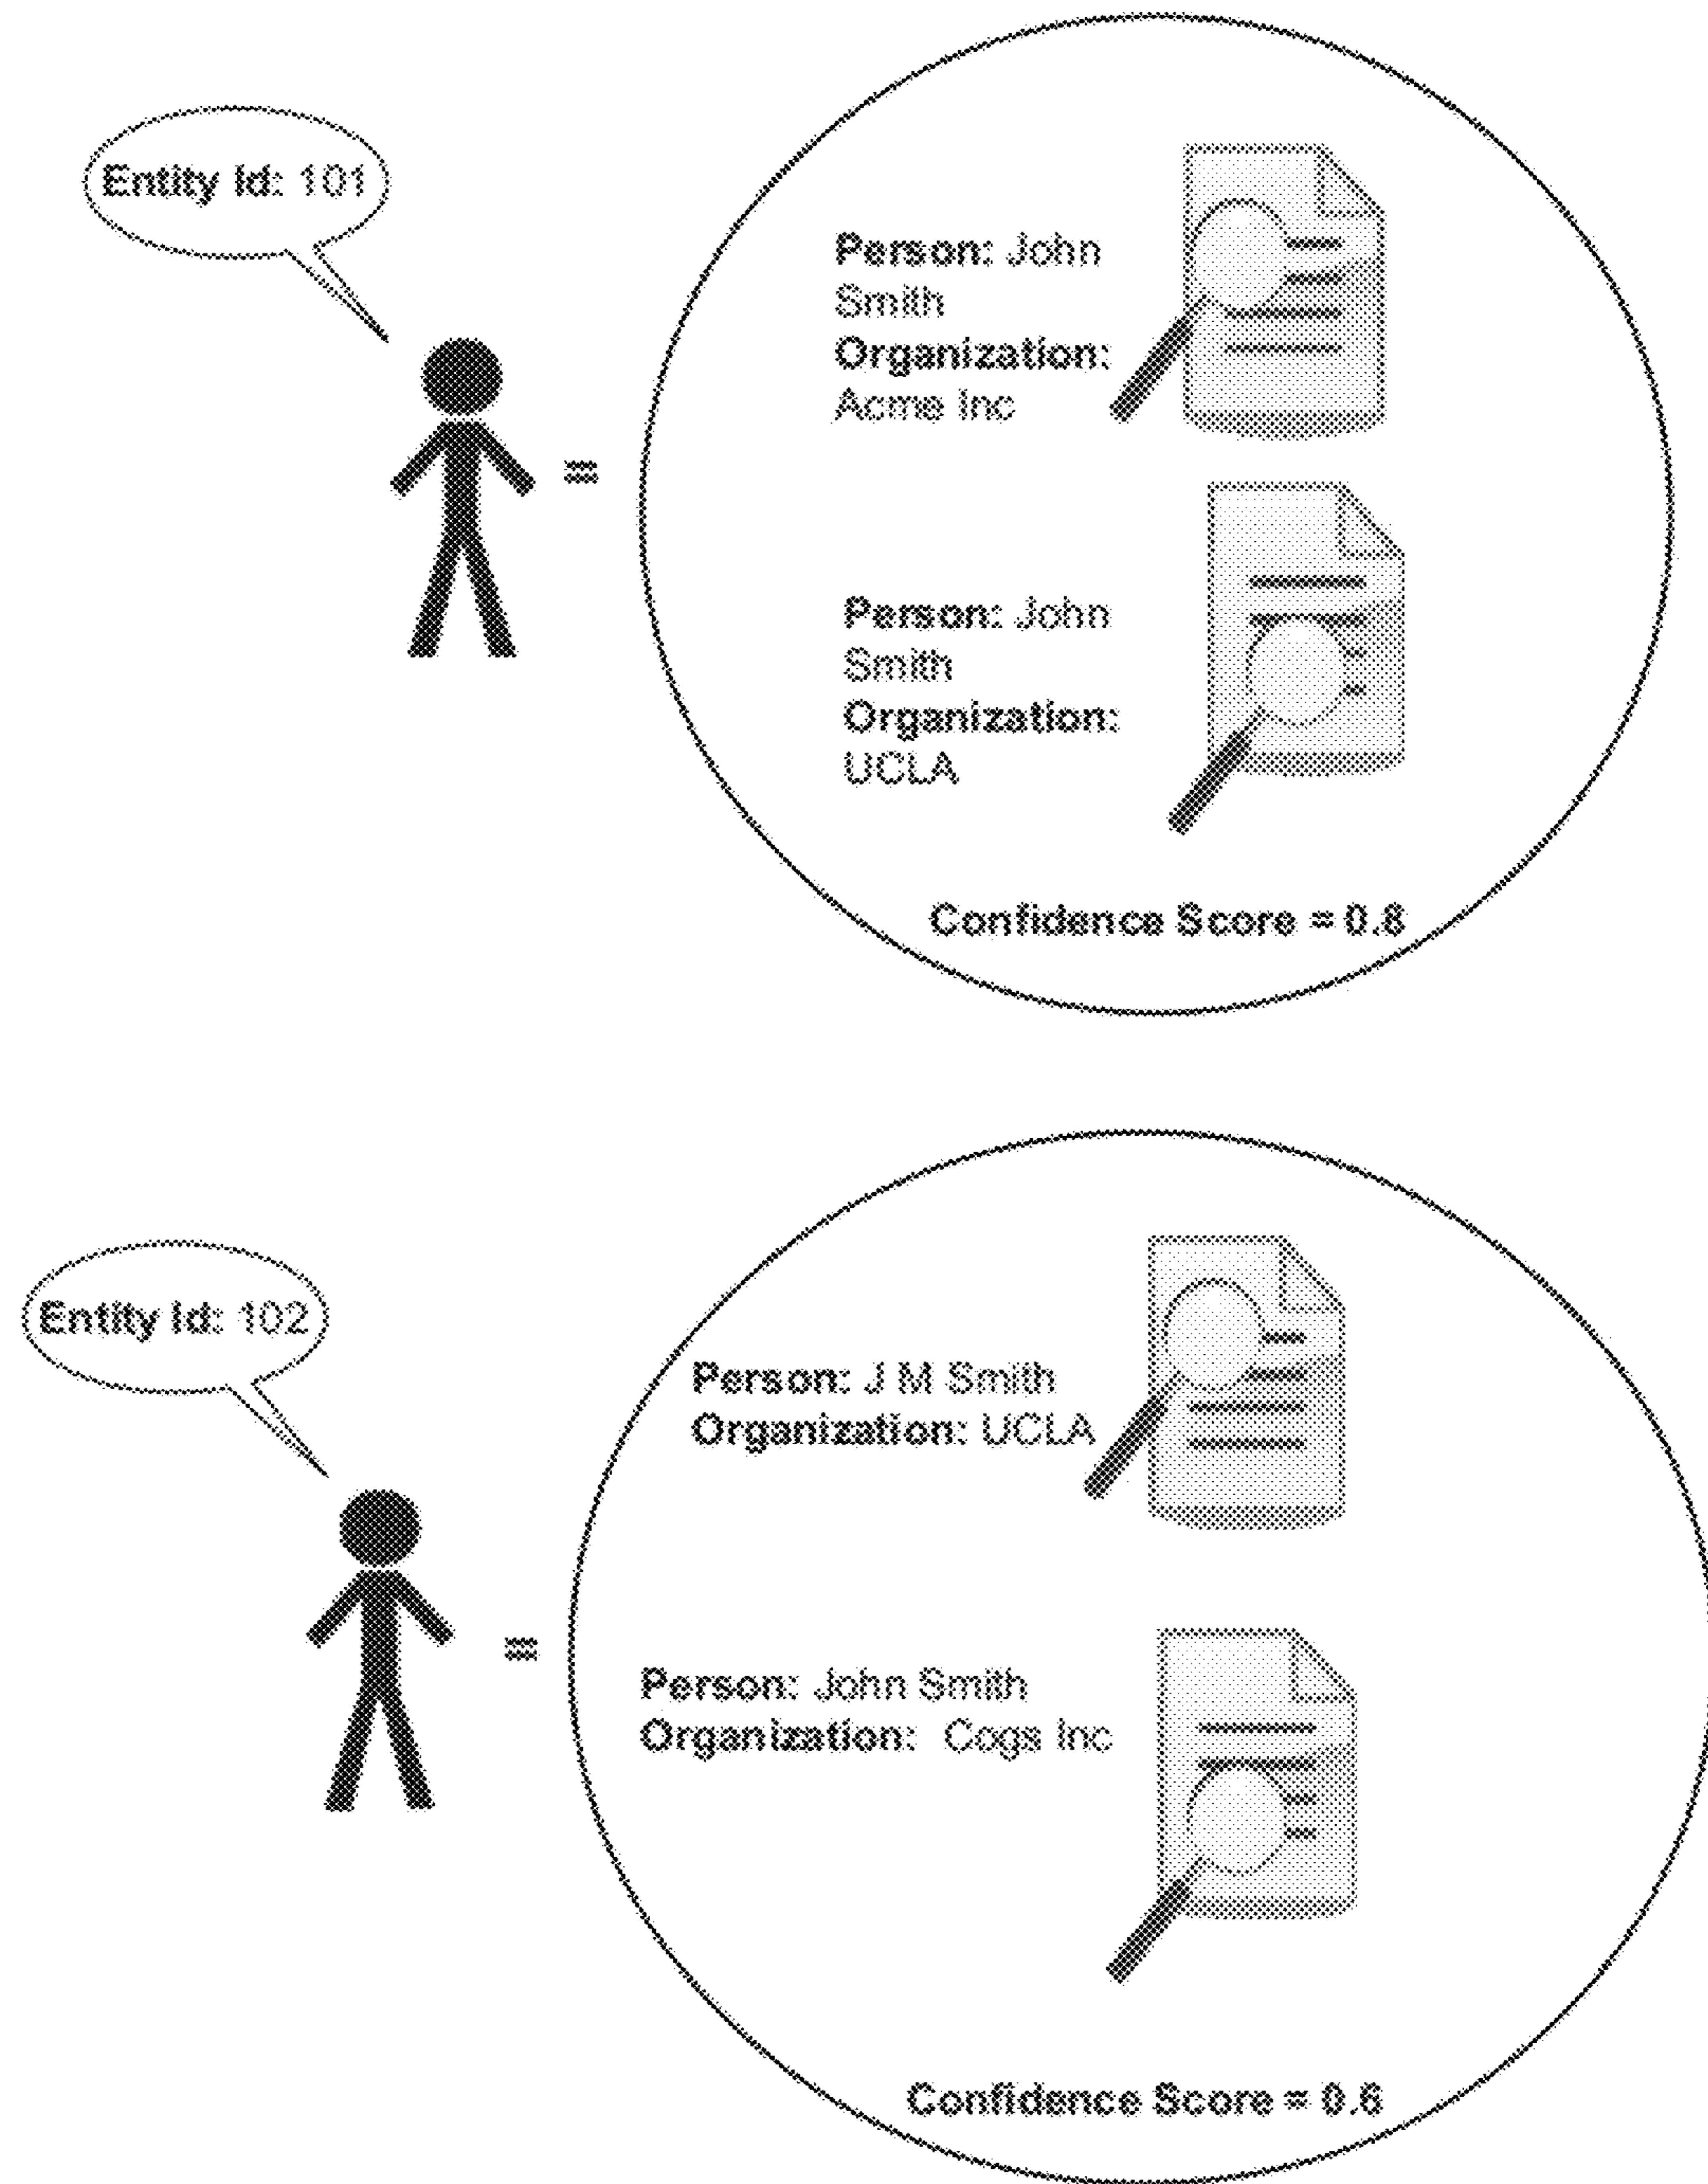 Entity Id: 101
Person: John
Smith
Organization:
Acme Inc
=
Person: John
Smith
Organization:
UCLA
Confidence Score = 0.8
Entity Id: 102
Person: J M Smith
Organization: UCLA
=
Person: John Smith
Organization: Cogs Inc
Confidence Score = 0.6